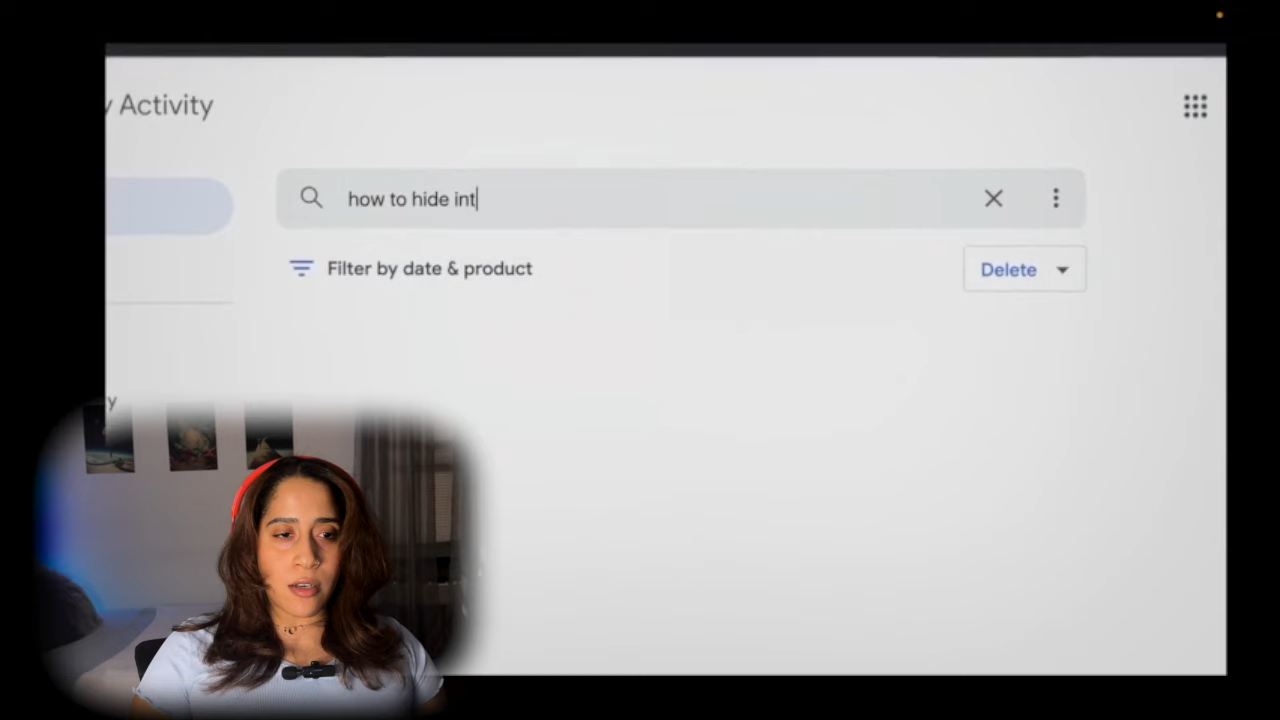 y Activity
how to hide int
Filter by date & product
Delete
y